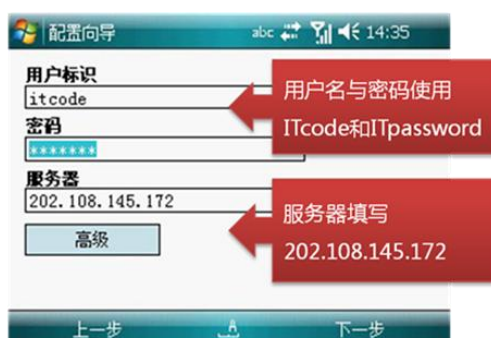 配置向导 abc 14:35
用户标识
itcode
用户名与密码使用
ITcode和ITpassword
密码
*******
服务器
202.108.145.172
服务器填写
202.108.145.172
高级
上一步 下一步